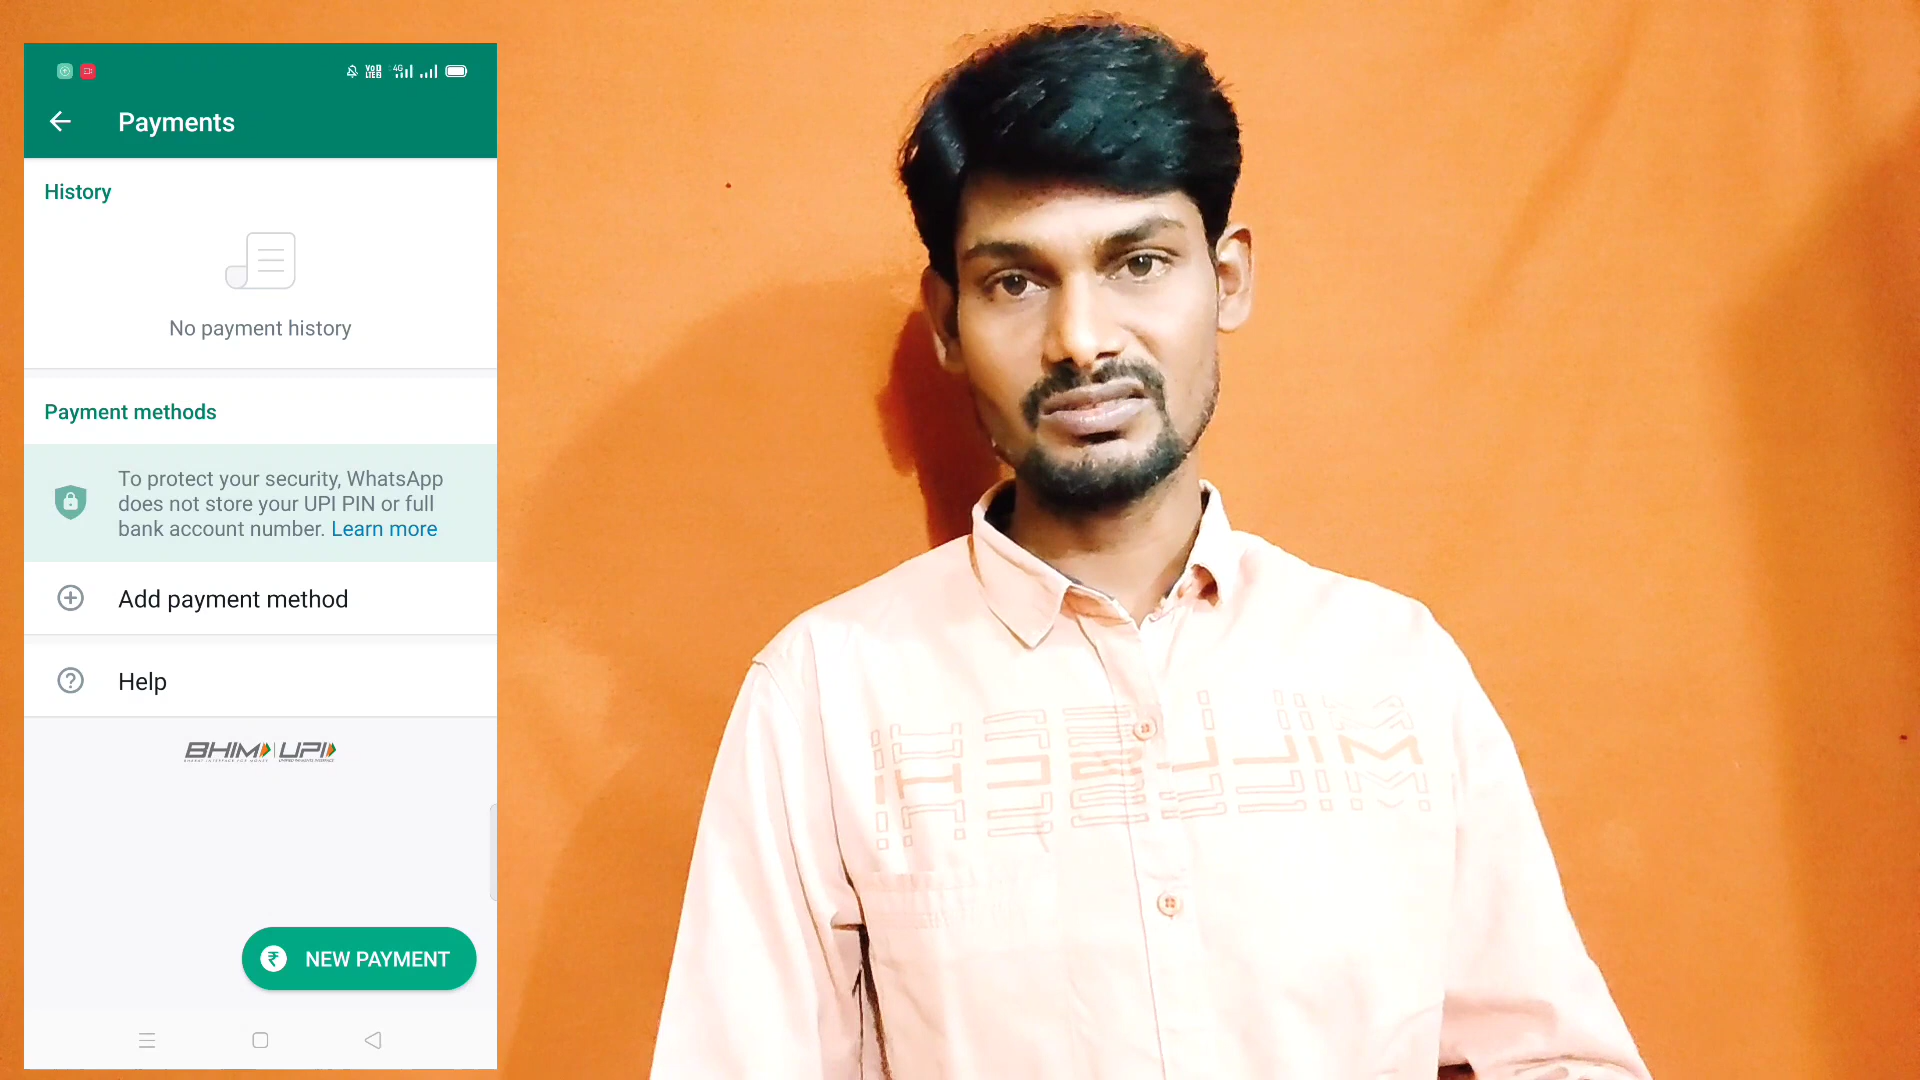 Payments
History
No payment history
Payment methods
To protect your security, WhatsApp
does not store your UPI PIN or full
bank account number. Learn more
Add payment method
Help
BHIM UPI
₹ NEW PAYMENT